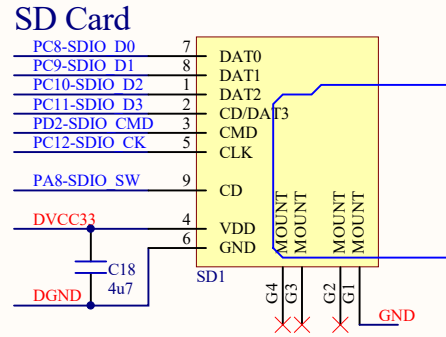 SD Card
PC8-SDIO_D0 7 DAT0
PC9-SDIO_D1 8 DAT1
PC10-SDIO_D2 1 DAT2
PC11-SDIO_D3 2 CD/DAT3
PD2-SDIO_CMD 3 CMD
PC12-SDIO_CK 5 CLK
PA8-SDIO_SW 9 CD
MOUNT MOUNT MOUNT MOUNT
DVCC33 4 VDD
6 GND
C18
4u7
SD1
DGND
G4 G3 G2 G1
GND